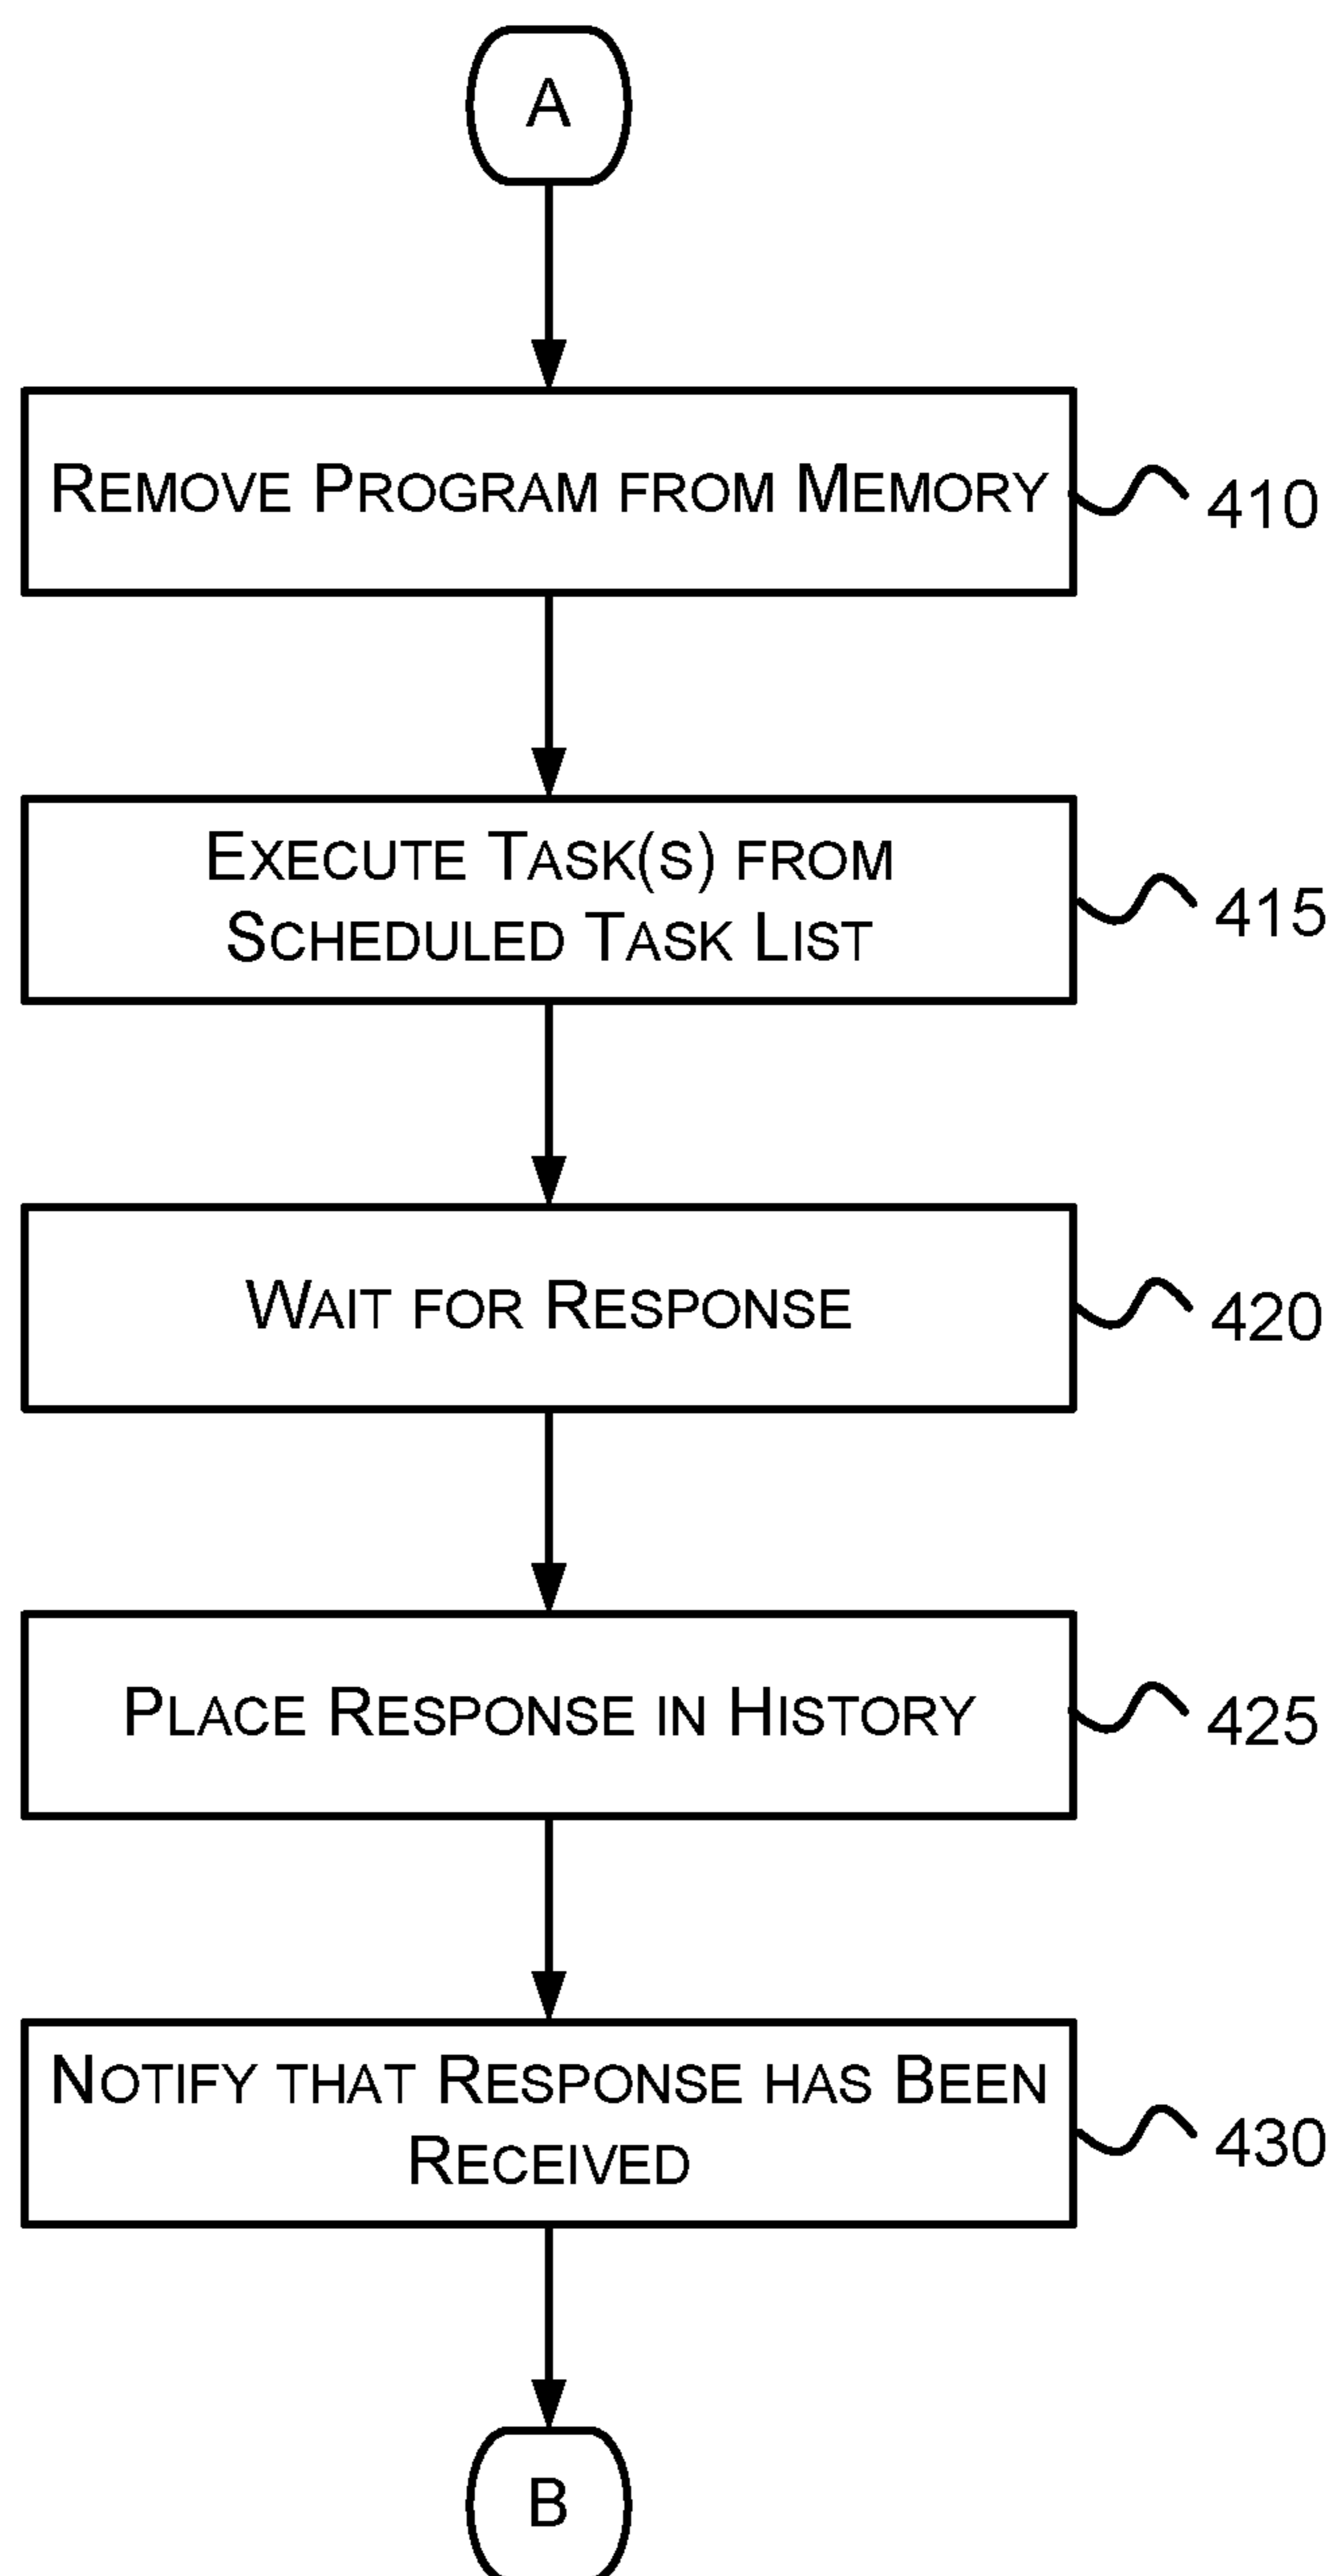 A
REMOVE PROGRAM FROM MEMORY
410
EXECUTE TASK(S) FROM
SCHEDULED TASK LIST
415
WAIT FOR RESPONSE
420
PLACE RESPONSE IN HISTORY
425
NOTIFY THAT RESPONSE HAS BEEN
RECEIVED
430
B